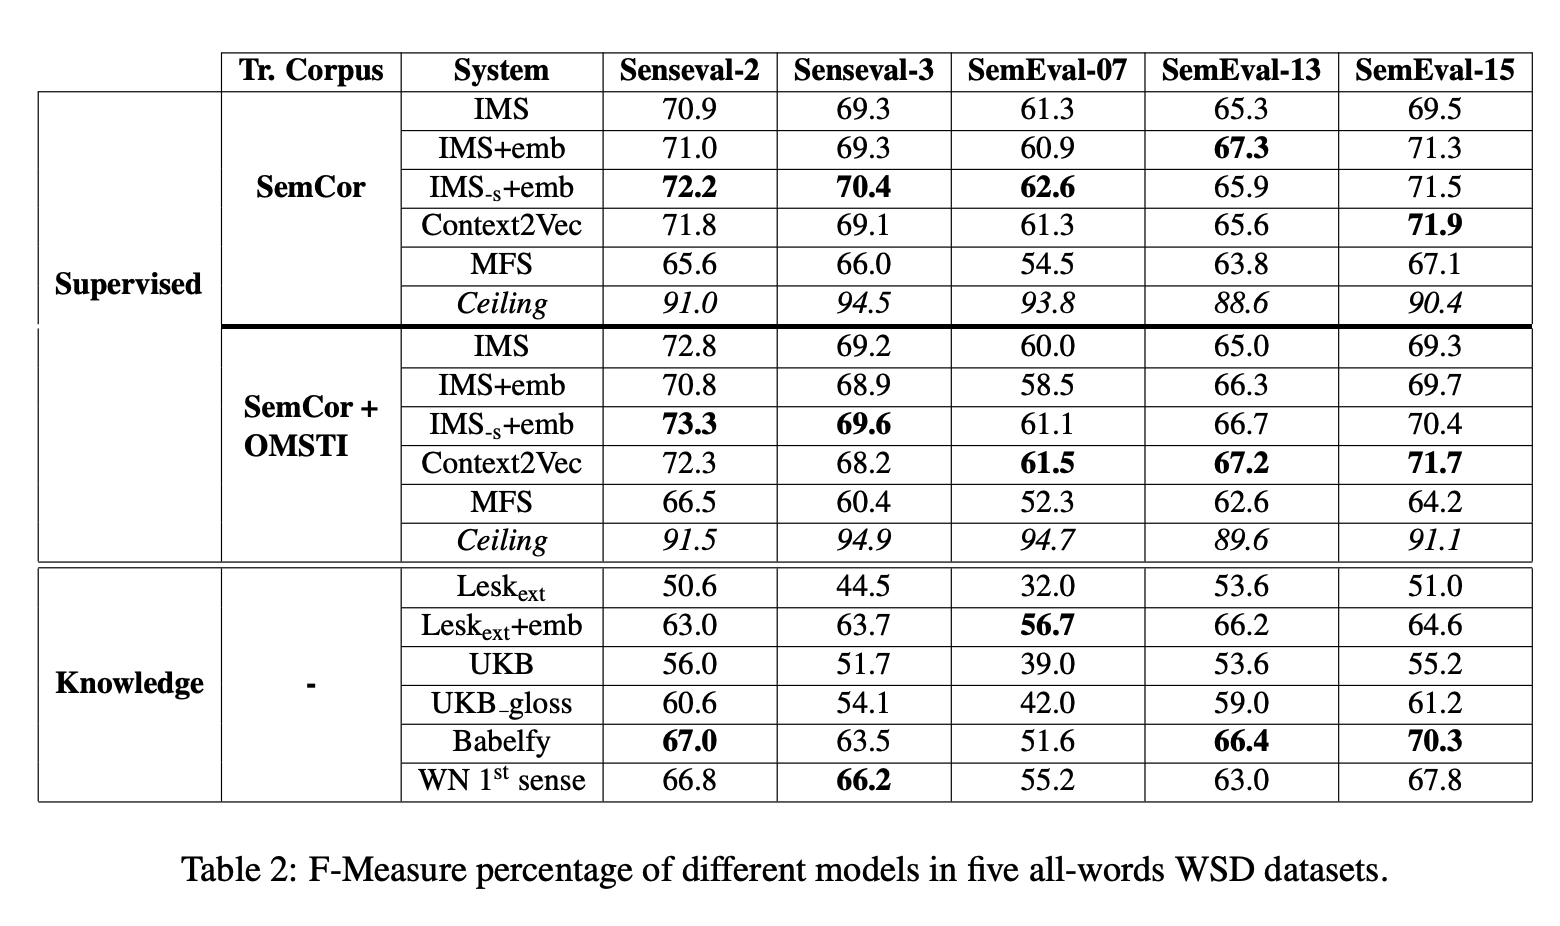 Tr. Corpus System Senseval-2 Senseval-3 SemEval-07 SemEval-13 SemEval-15
Supervised
SemCor
IMS 70.9 69.3 61.3 65.3 69.5
IMS+emb 71.0 69.3 60.9 67.3 71.3
IMS-s+emb 72.2 70.4 62.6 65.9 71.5
Context2Vec 71.8 69.1 61.3 65.6 71.9
MFS 65.6 66.0 54.5 63.8 67.1
Ceiling 91.0 94.5 93.8 88.6 90.4
SemCor +
OMSTI
IMS 72.8 69.2 60.0 65.0 69.3
IMS+emb 70.8 68.9 58.5 66.3 69.7
IMS-s+emb 73.3 69.6 61.1 66.7 70.4
Context2Vec 72.3 68.2 61.5 67.2 71.7
MFS 66.5 60.4 52.3 62.6 64.2
Ceiling 91.5 94.9 94.7 89.6 91.1
Knowledge
-
Leskext 50.6 44.5 32.0 53.6 51.0
Leskext+emb 63.0 63.7 56.7 66.2 64.6
UKB 56.0 51.7 39.0 53.6 55.2
UKB_gloss 60.6 54.1 42.0 59.0 61.2
Babelfy 67.0 63.5 51.6 66.4 70.3
WN 1st sense 66.8 66.2 55.2 63.0 67.8
Table 2: F-Measure percentage of different models in five all-words WSD datasets.